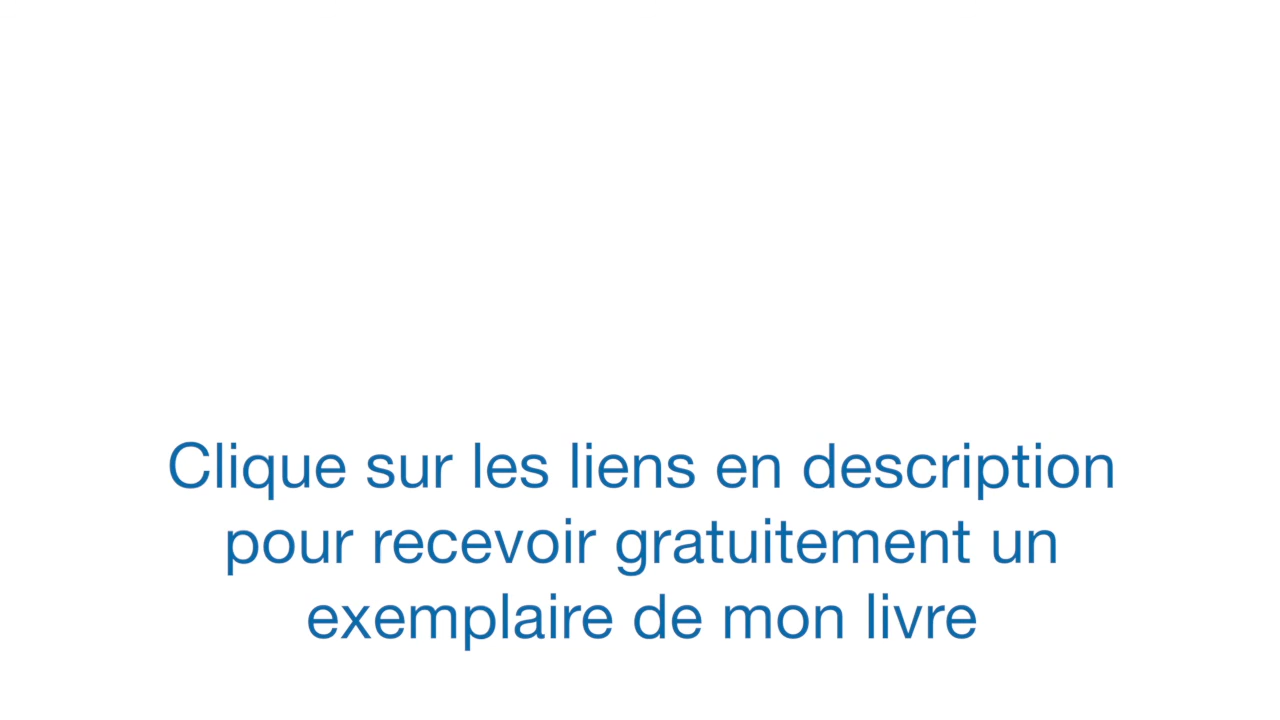 Clique sur les liens en description
pour recevoir gratuitement un
exemplaire de mon livre